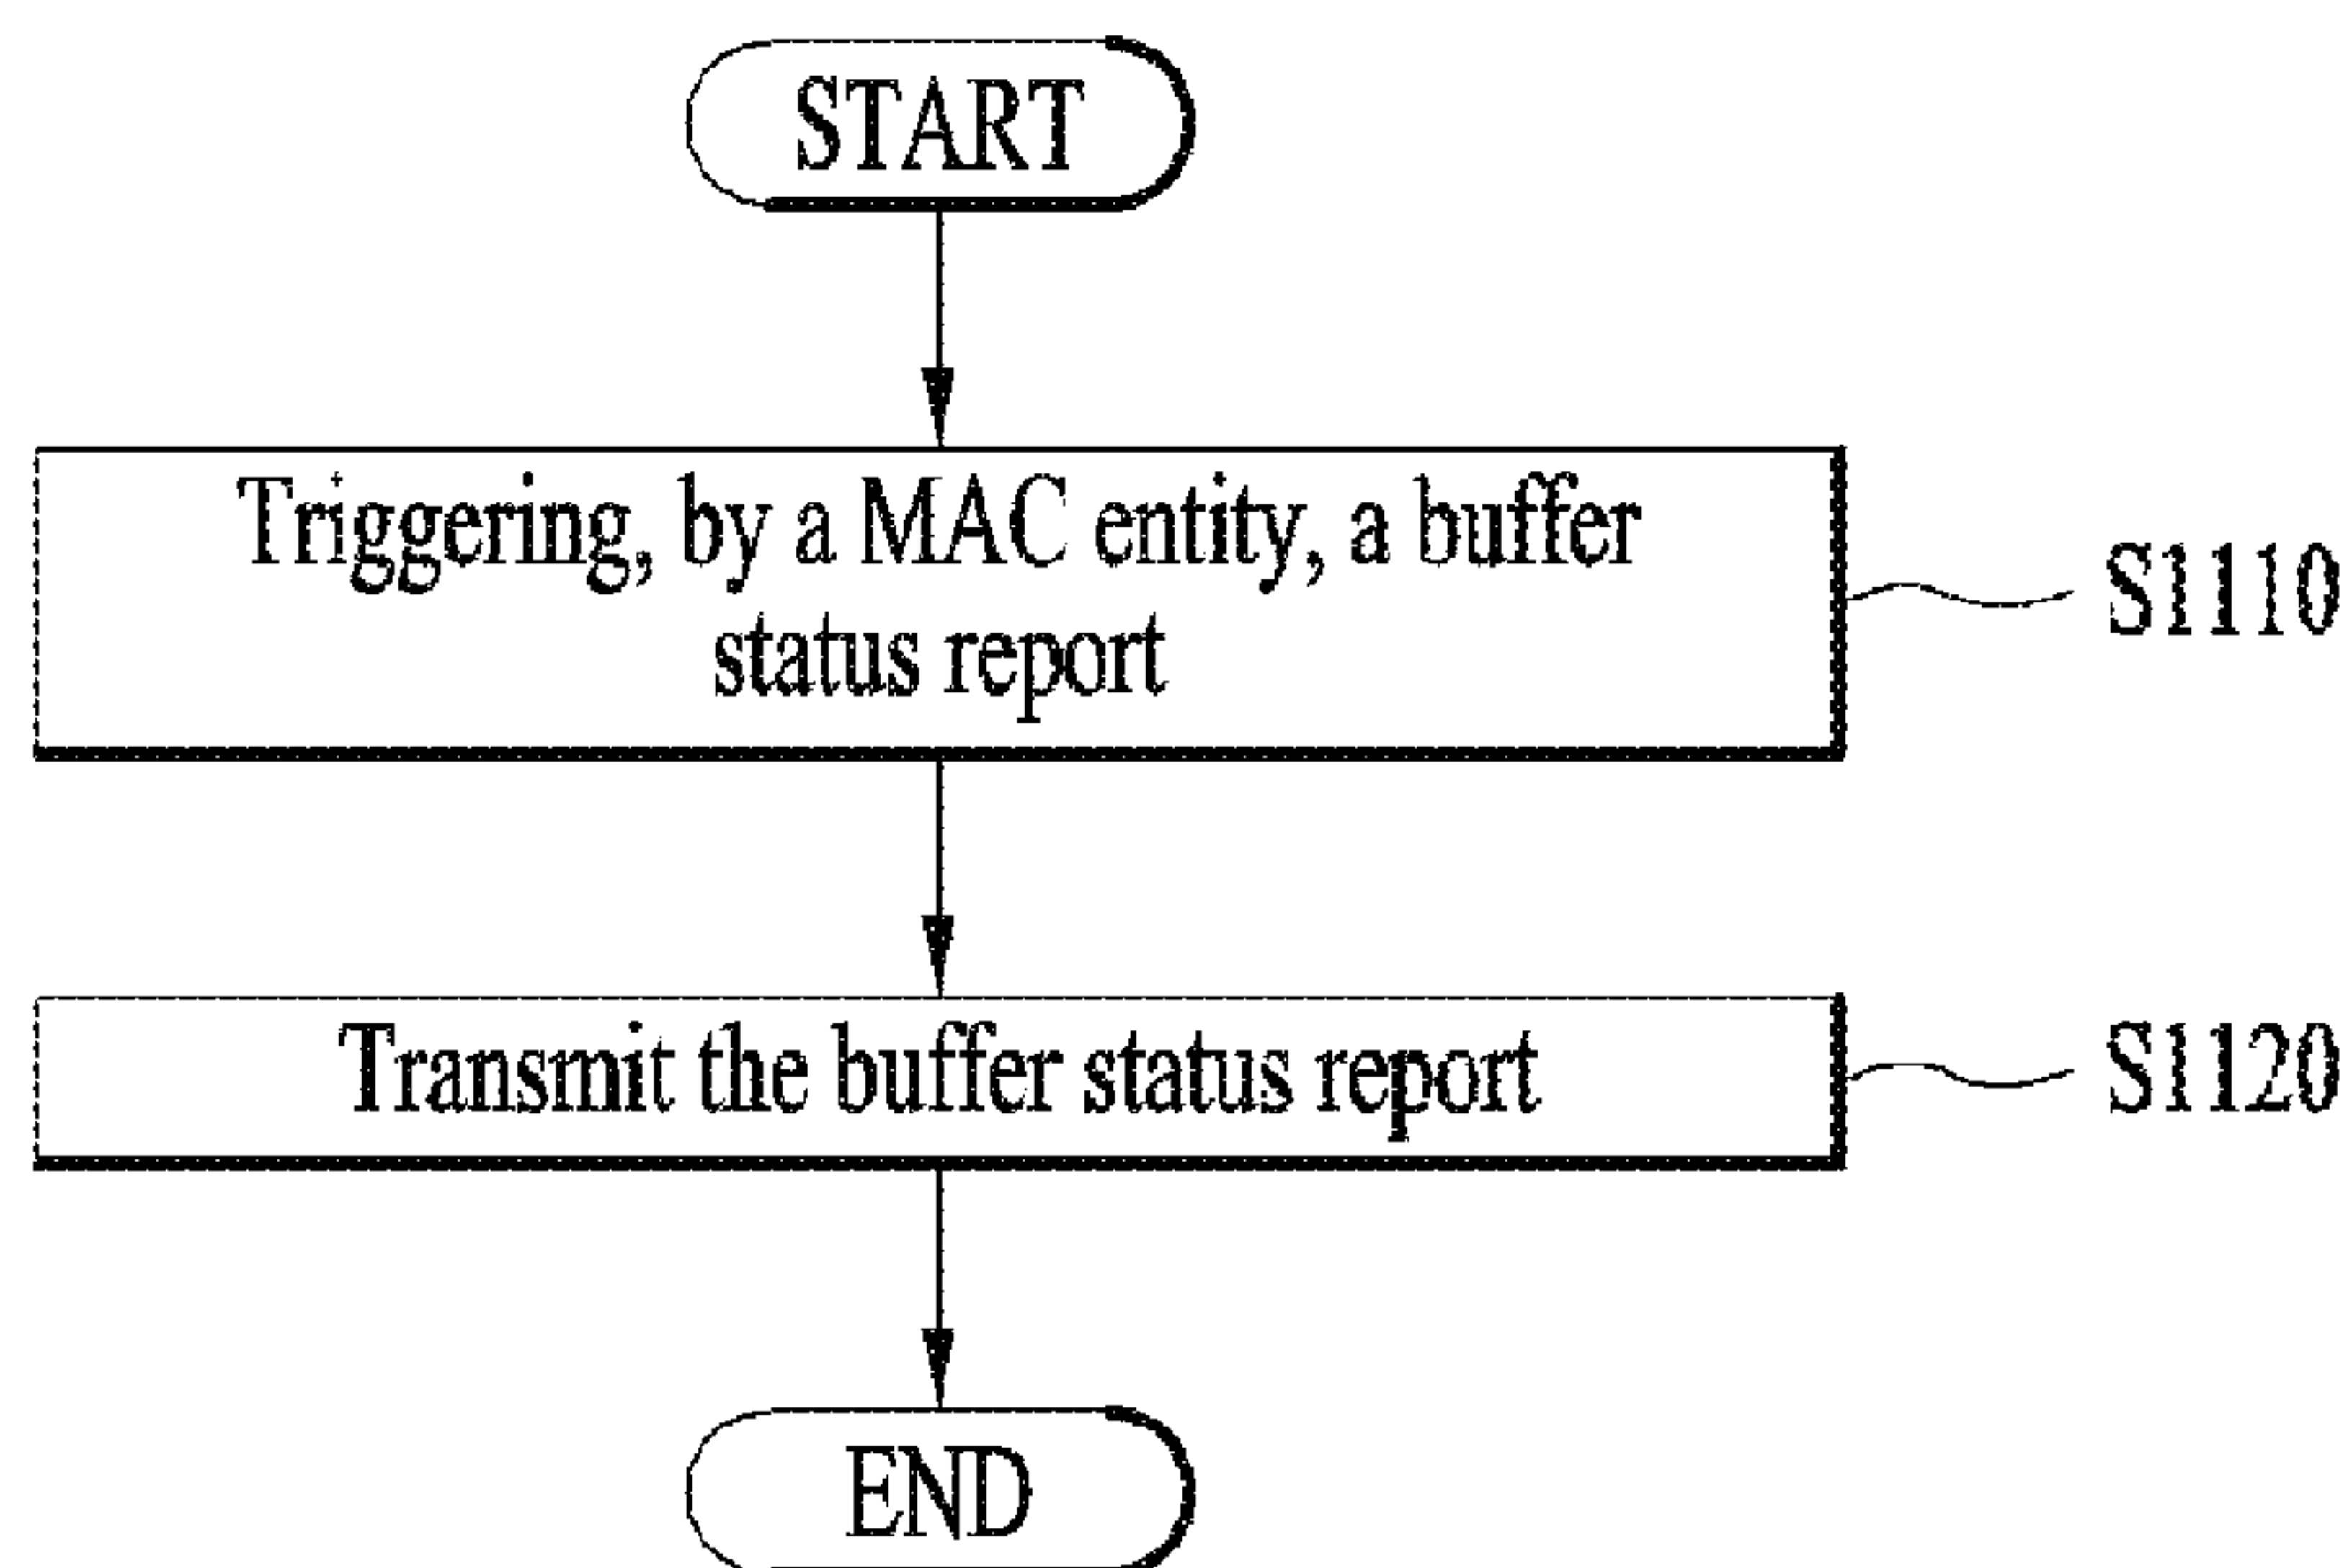 START
Triggering, by a MAC entity, a buffer
status report
S1110
Transmit the buffer status report
S1120
END